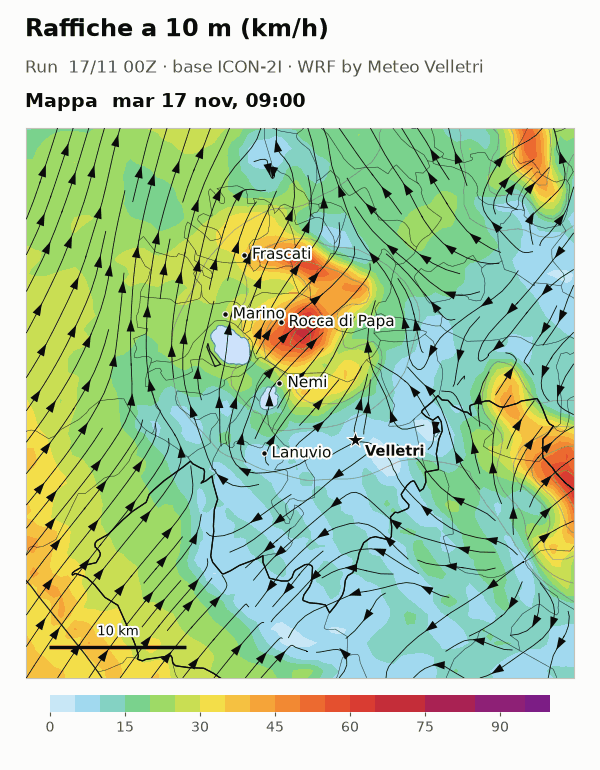 Raffiche a 10 m (km/h)
Run  17/11 00Z · base ICON-2I · WRF by Meteo Velletri
Mappa  mar 17 nov, 09:00
Frascati
Marino
Rocca di Papa
Nemi
Velletri
Lanuvio
10 km
0 15 30 45 60 75 90